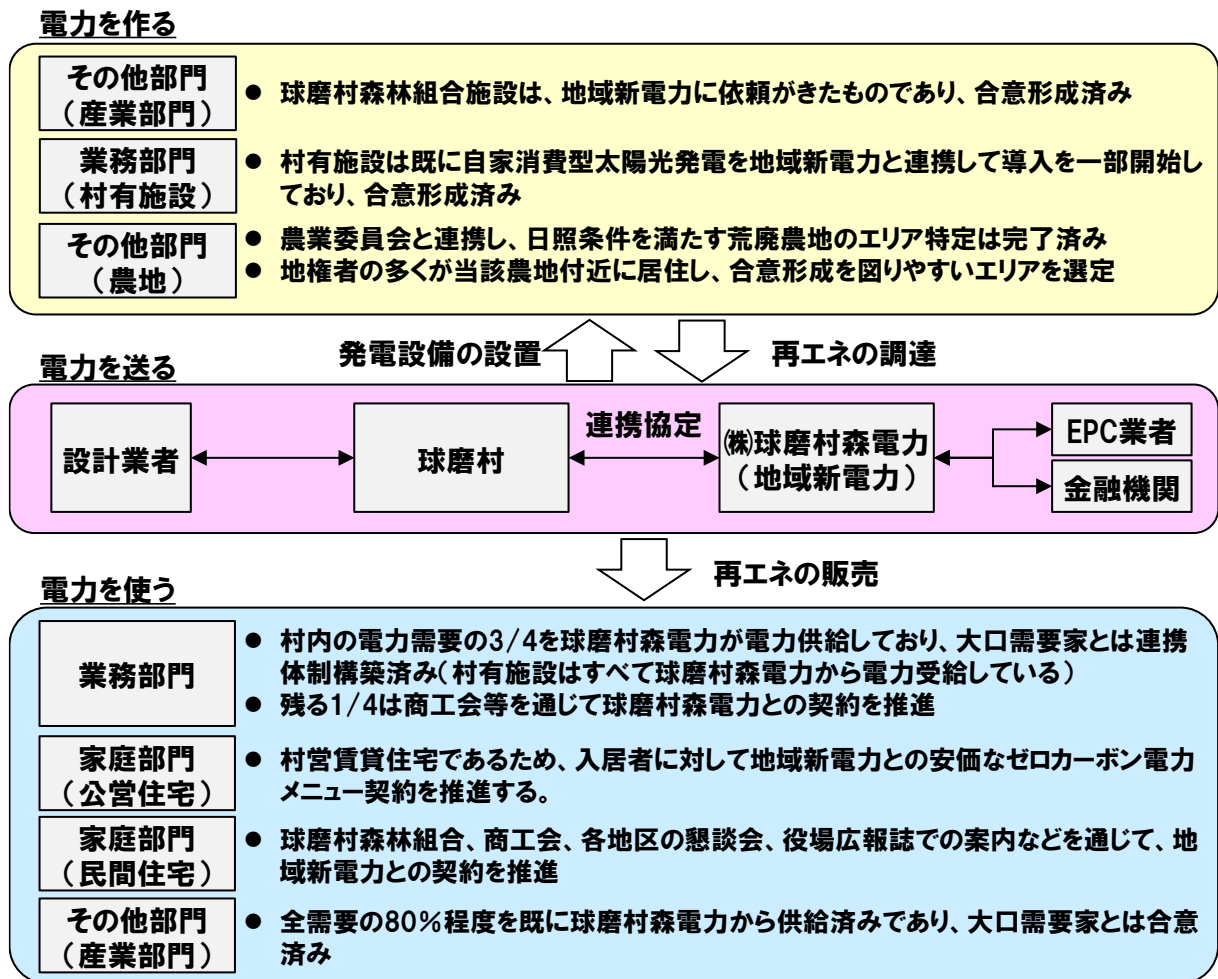 電力を作る
その他部門
（産業部門）
● 球磨村森林組合施設は、地域新電力に依頼がきたものであり、合意形成済み
業務部門
（村有施設）
● 村有施設は既に自家消費型太陽光発電を地域新電力と連携して導入を一部開始し
ており、合意形成済み
その他部門
（農地）
● 農業委員会と連携し、日照条件を満たす荒廃農地のエリア特定は完了済み
● 地権者の多くが当該農地付近に居住し、合意形成を図りやすいエリアを選定
発電設備の設置
再エネの調達
電力を送る
設計業者
球磨村
連携協定
㈱球磨村森電力
（地域新電力）
EPC業者
金融機関
再エネの販売
電力を使う
業務部門
● 村内の電力需要の3/4を球磨村森電力が電力供給しており、大口需要家とは連携
体制構築済み（村有施設はすべて球磨村森電力から電力受給している）
● 残る1/4は商工会等を通じて球磨村森電力との契約を推進
家庭部門
（公営住宅）
● 村営賃貸住宅であるため、入居者に対して地域新電力との安価なゼロカーボン電力
メニュー契約を推進する。
家庭部門
（民間住宅）
● 球磨村森林組合、商工会、各地区の懇談会、役場広報誌での案内などを通じて、地
域新電力との契約を推進
その他部門
（産業部門）
● 全需要の80%程度を既に球磨村森電力から供給済みであり、大口需要家とは合意
済み